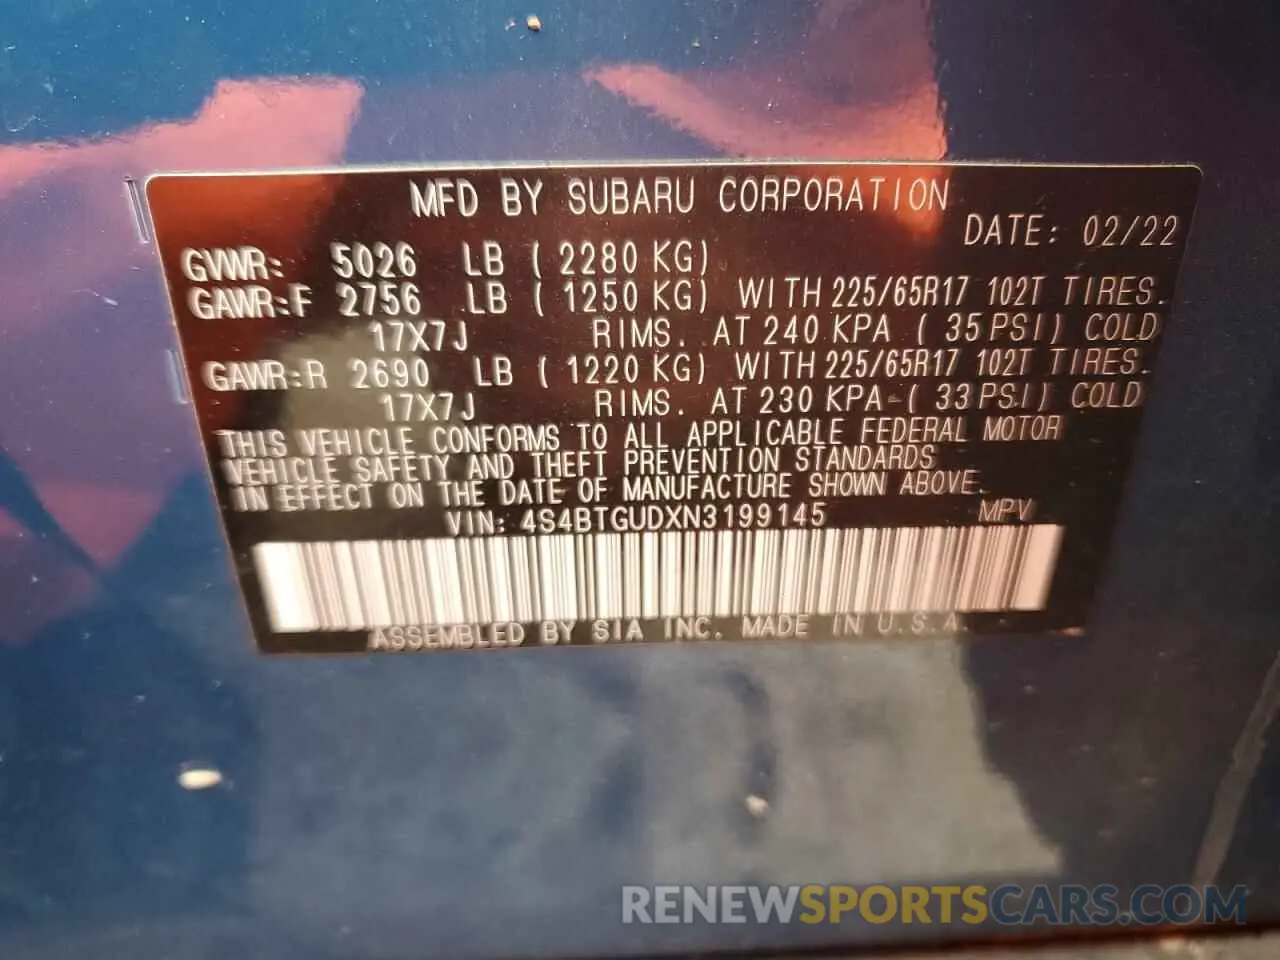 MFD BY SUBARU CORPORATION
DATE: 02/22
GVWR: 5026 LB ( 2280 KG)
GAWR:F 2756 LB ( 1250 KG) WITH 225/65R17 102T TIRES.
17X7J RIMS. AT 240 KPA ( 35 PSI) COLD
GAWR:R 2690 LB ( 1220 KG) WITH 225/65R17 102T TIRES.
17X7J RIMS. AT 230 KPA ( 33 PSI) COLD
THIS VEHICLE CONFORMS TO ALL APPLICABLE FEDERAL MOTOR
VEHICLE SAFETY AND THEFT PREVENTION STANDARDS
IN EFFECT ON THE DATE OF MANUFACTURE SHOWN ABOVE.
VIN: 4S4BTGUDXN3199145 MPV
ASSEMBLED BY SIA INC. MADE IN U.S.A.
RENEWSPORTSCARS.COM